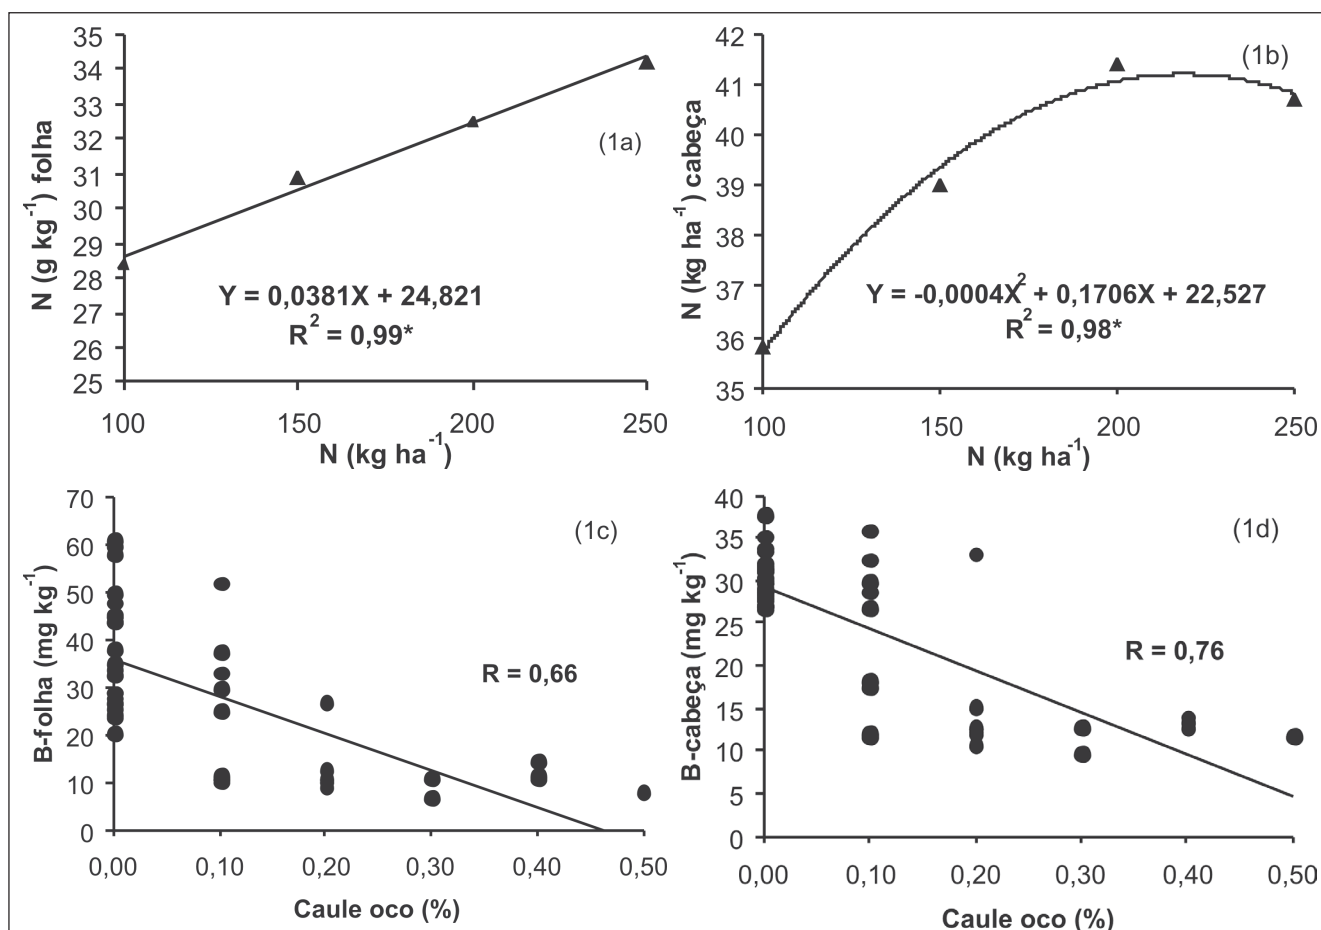 35
34
33
32
31
30
29
28
27
26
25
N (g kg⁻¹) folha
(1a)
Y = 0,0381X + 24,821
R² = 0,99*
100 150 200 250
N (kg ha⁻¹)
42
41
40
39
38
37
36
35
N (kg ha⁻¹) cabeça
(1b)
Y = -0,0004X² + 0,1706X + 22,527
R² = 0,98*
100 150 200 250
N (kg ha⁻¹)
70
60
50
40
30
20
10
0
B-folha (mg kg⁻¹)
(1c)
R = 0,66
0,00 0,10 0,20 0,30 0,40 0,50
Caule oco (%)
40
35
30
25
20
15
10
5
0
B-cabeça (mg kg⁻¹)
(1d)
R = 0,76
0,00 0,10 0,20 0,30 0,40 0,50
Caule oco (%)